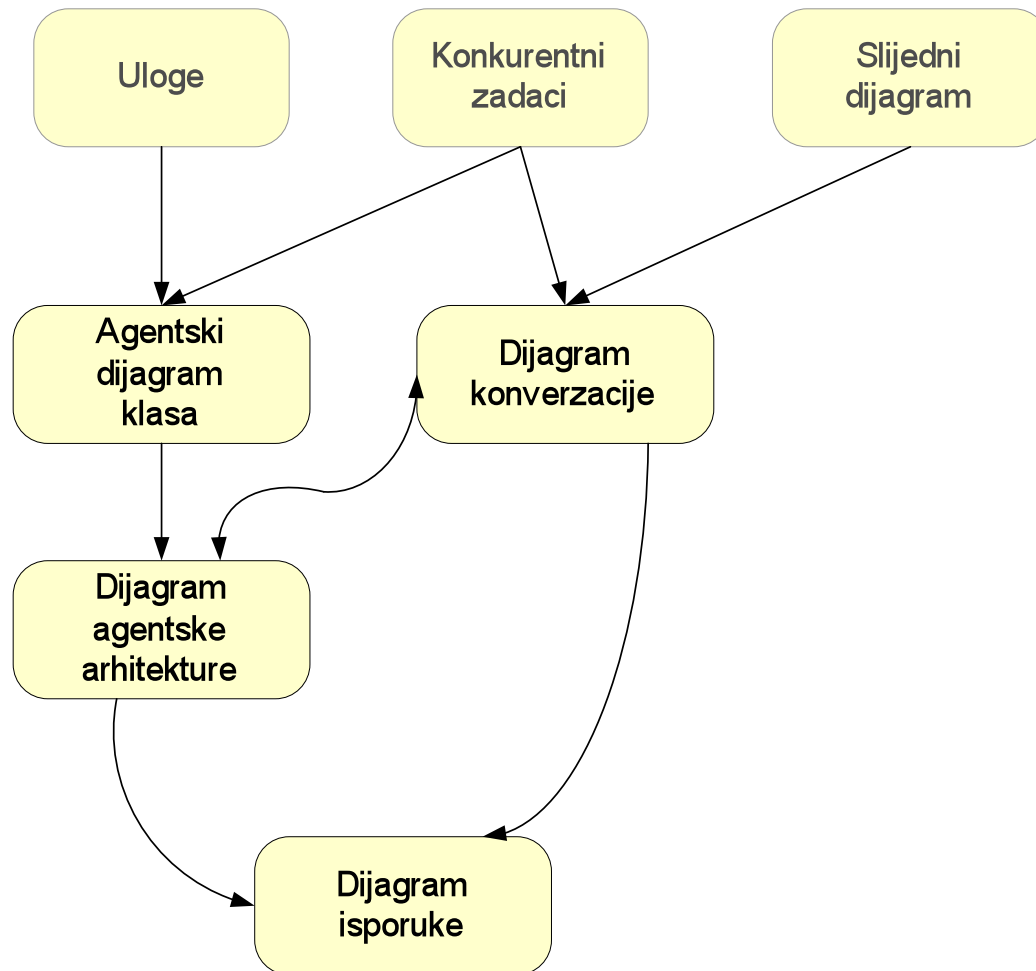 Uloge
Konkurentni
zadaci
Slijedni
dijagram
Agentski
dijagram
klasa
Dijagram
konverzacije
Dijagram
agentske
arhitekture
Dijagram
isporuke